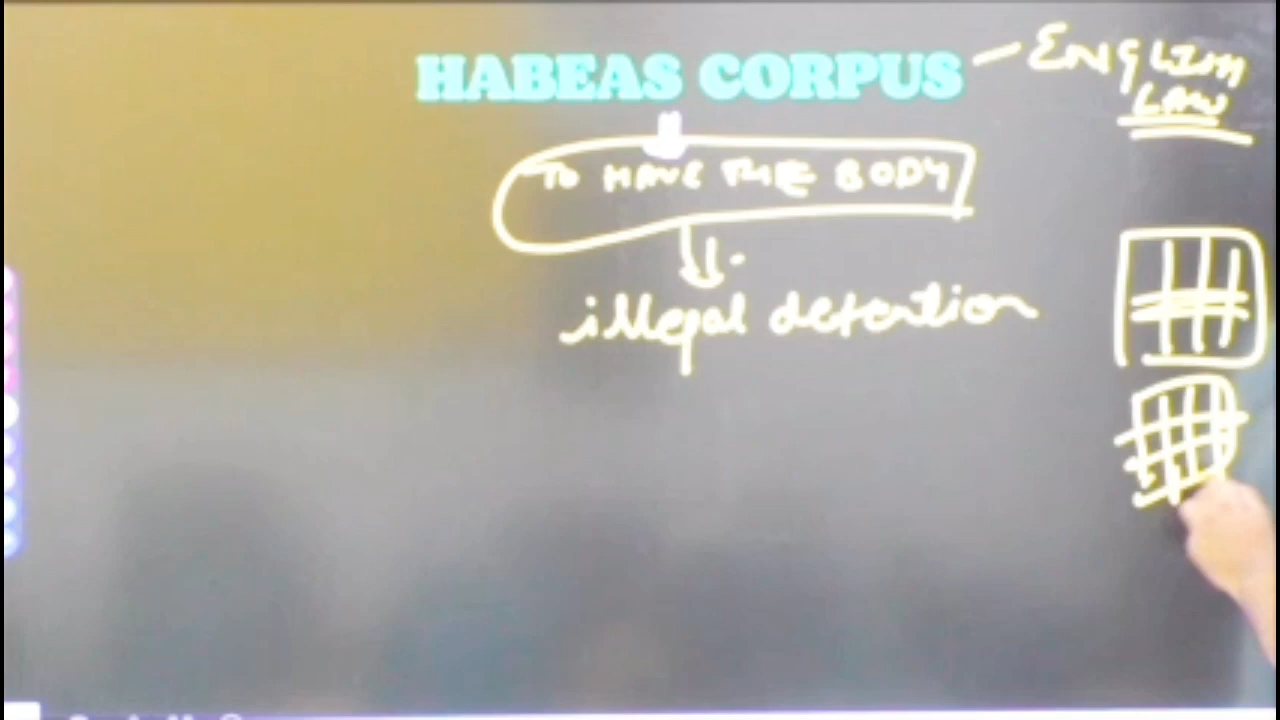 HABEAS CORPUS – ENGLISH
LAW
TO HAVE THE BODY
illegal detention